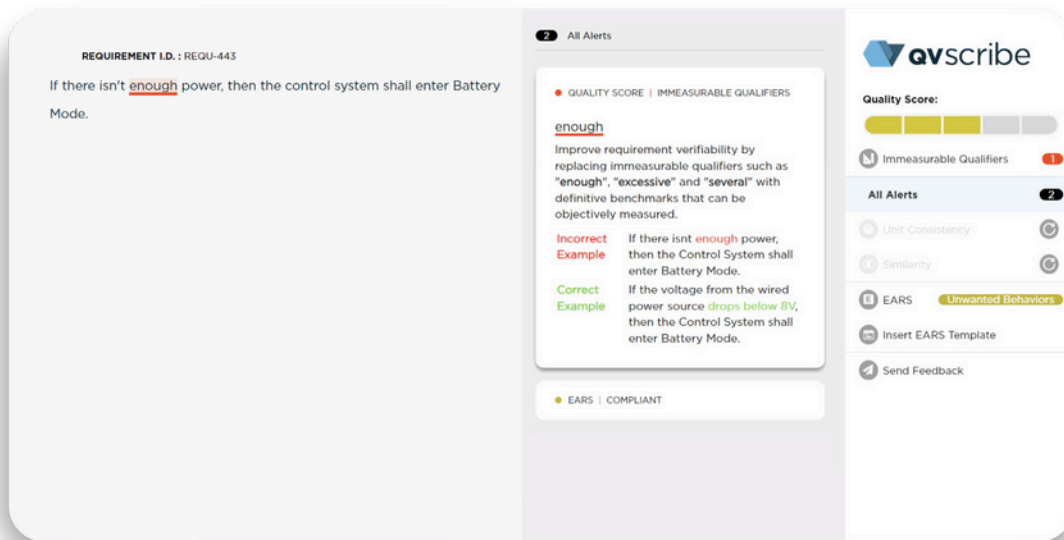 REQUIREMENT I.D. : REQU-443
If there isn't enough power, then the control system shall enter Battery
Mode.
2 All Alerts
QUALITY SCORE | IMMEASURABLE QUALIFIERS
enough
Improve requirement verifiability by
replacing immeasurable qualifiers such as
"enough", "excessive" and "several" with
definitive benchmarks that can be
objectively measured.
Incorrect If there isnt enough power,
Example then the Control System shall
enter Battery Mode.
Correct If the voltage from the wired
Example power source drops below 8V,
then the Control System shall
enter Battery Mode.
EARS | COMPLIANT
qvscribe
Quality Score:
Immeasurable Qualifiers 1
All Alerts 2
Unit Consistency
Similarity
EARS Unwanted Behaviors
Insert EARS Template
Send Feedback